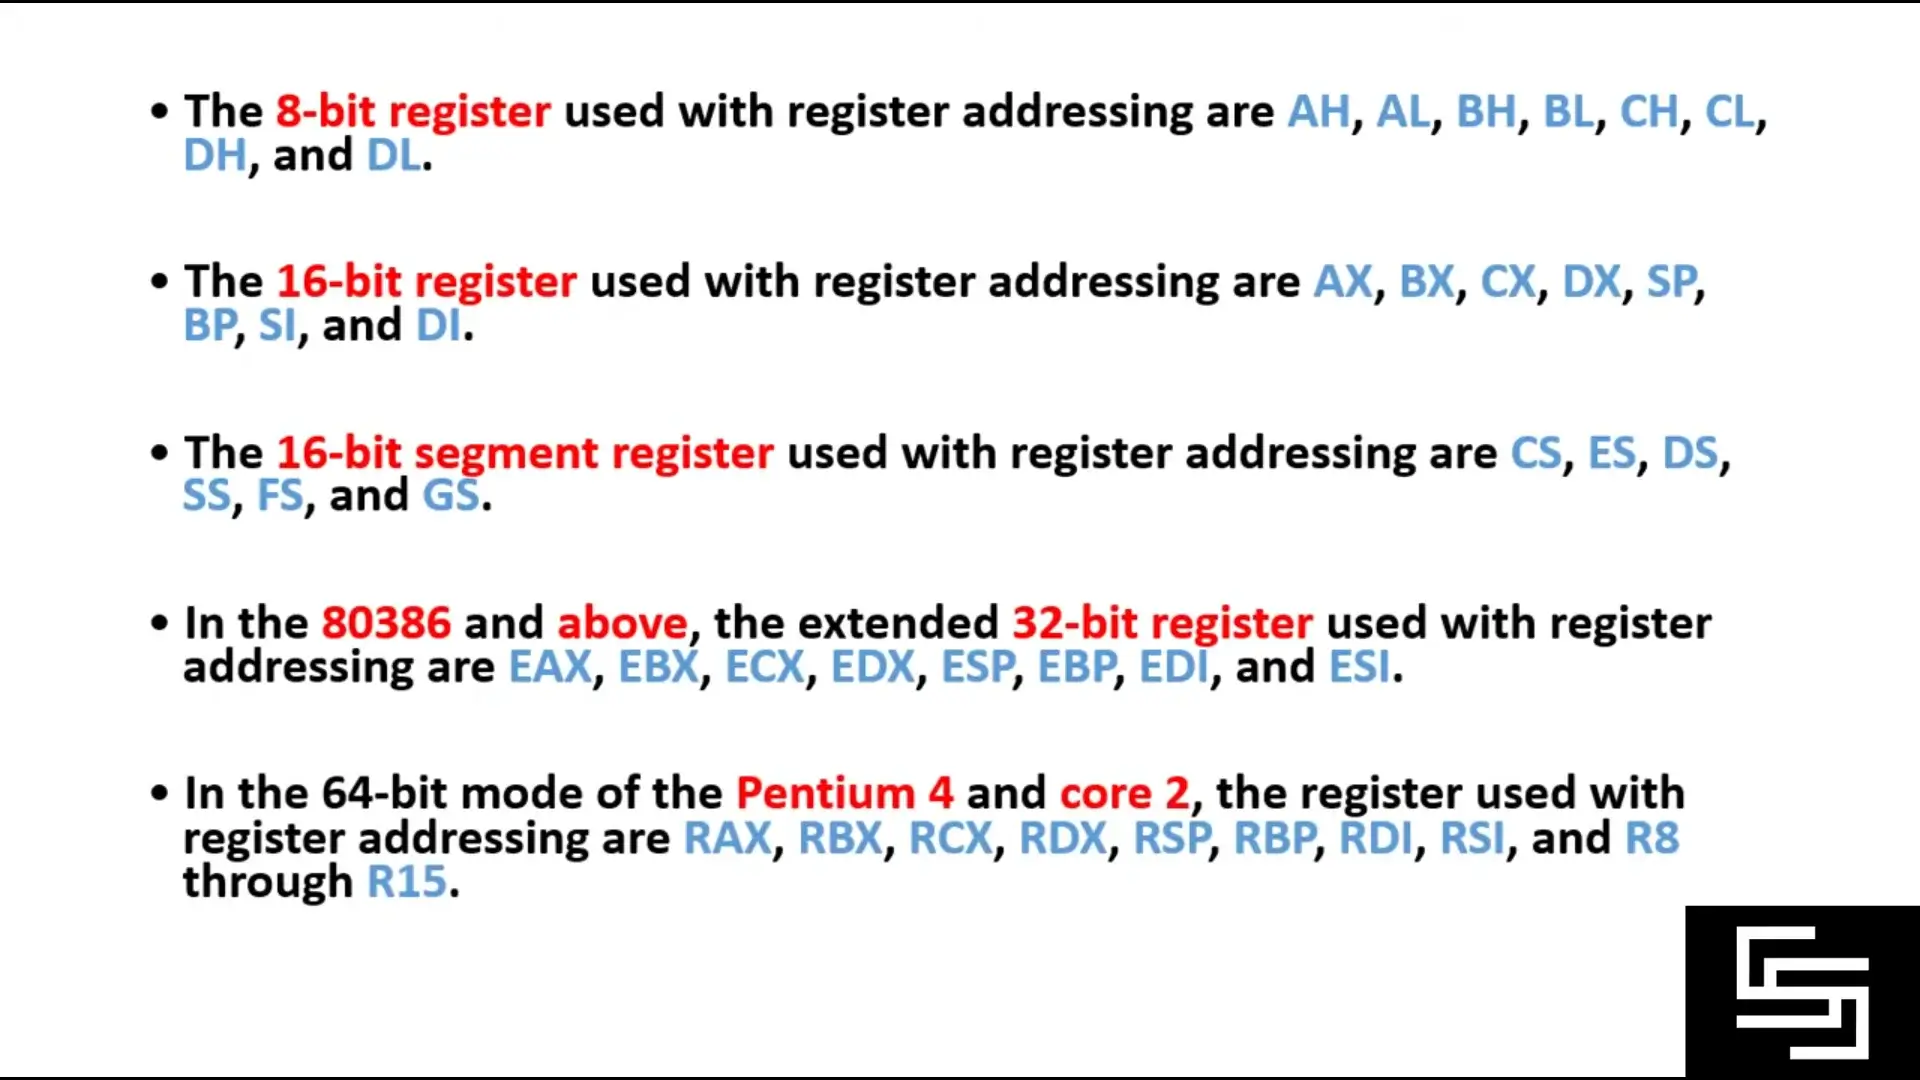 • The 8-bit register used with register addressing are AH, AL, BH, BL, CH, CL,
DH, and DL.
• The 16-bit register used with register addressing are AX, BX, CX, DX, SP,
BP, SI, and DI.
• The 16-bit segment register used with register addressing are CS, ES, DS,
SS, FS, and GS.
• In the 80386 and above, the extended 32-bit register used with register
addressing are EAX, EBX, ECX, EDX, ESP, EBP, EDI, and ESI.
• In the 64-bit mode of the Pentium 4 and core 2, the register used with
register addressing are RAX, RBX, RCX, RDX, RSP, RBP, RDI, RSI, and R8
through R15.